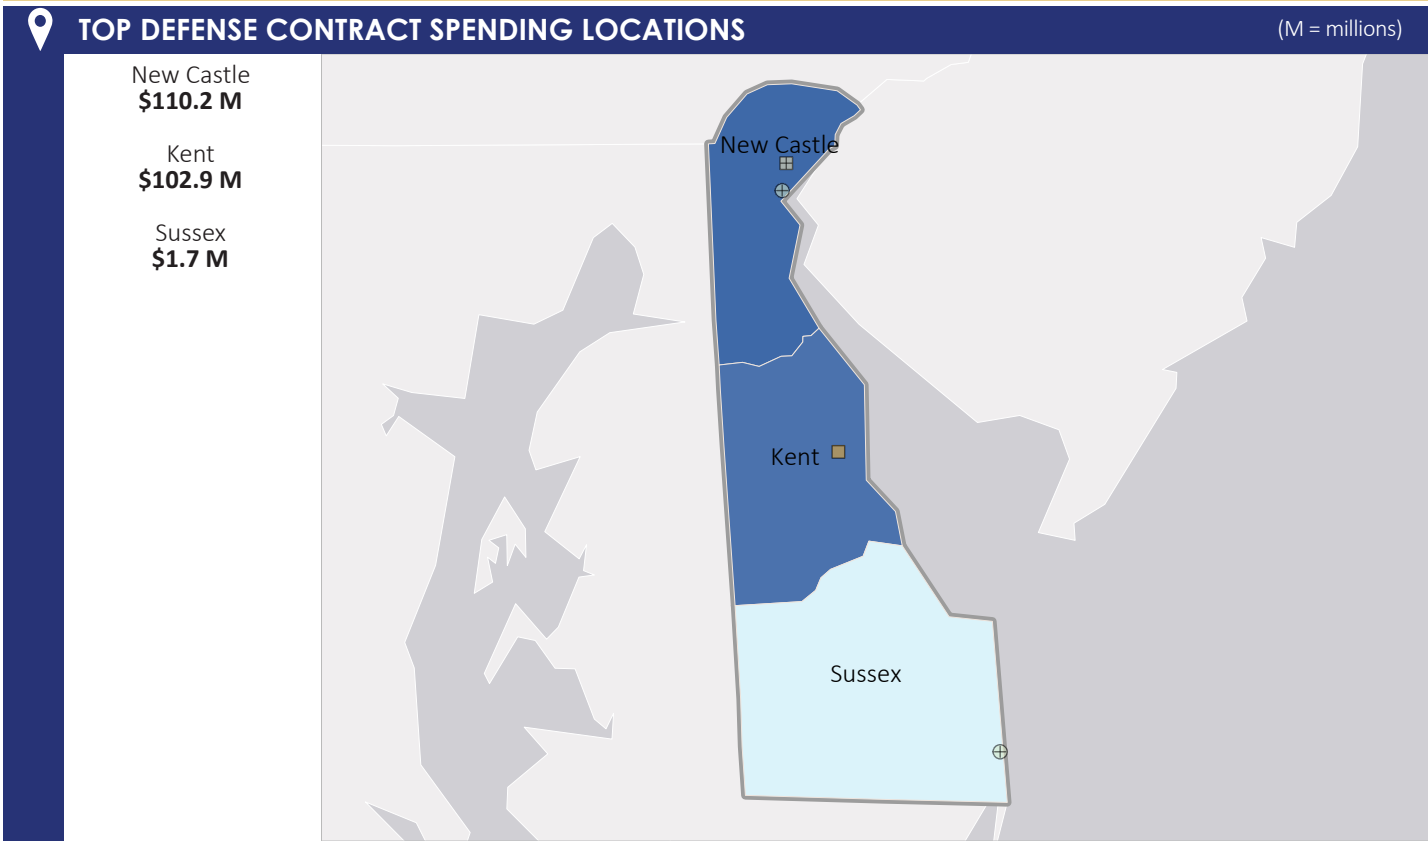 TOP DEFENSE CONTRACT SPENDING LOCATIONS
(M = millions)
New Castle
$110.2 M
Kent
$102.9 M
Sussex
$1.7 M
New Castle
Kent
Sussex